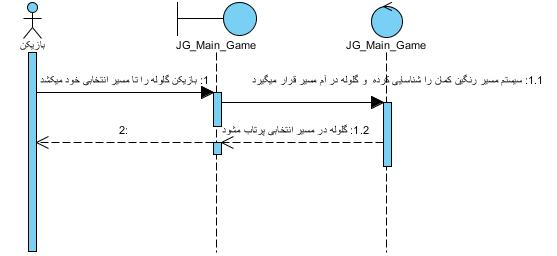 بازیکن
JG_Main_Game
JG_Main_Game
1: بازیکن گلوله را تا مسیر انتخابی خود میکشد
1.1: سیستم مسیر رنگین کمان را شناسایی کرده و گلوله در آم مسیر قرار میگیرد
1.2: گلوله در مسیر انتخابی پرتاب مشود
2: